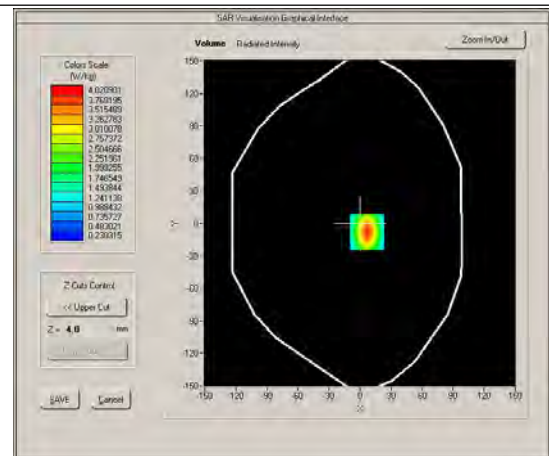 SAR Visualisation Graphical Interface
Volume Radiated Intensity
Zoom In/Out
Colors Scale
(W/kg)
4.020901
3.768195
3.515489
3.262783
3.010078
2.757372
2.504666
2.251961
1.999255
1.746549
1.493844
1.241138
0.988432
0.735727
0.483021
0.230315
Z Cuts Control
<< Upper Cut
Z = 4.0 mm
SAVE
Cancel
150
120
90
60
30
0
-30
-60
-90
-120
-150
Y
-150 -120 -90 -60 -30 0 30 60 90 120 150
X